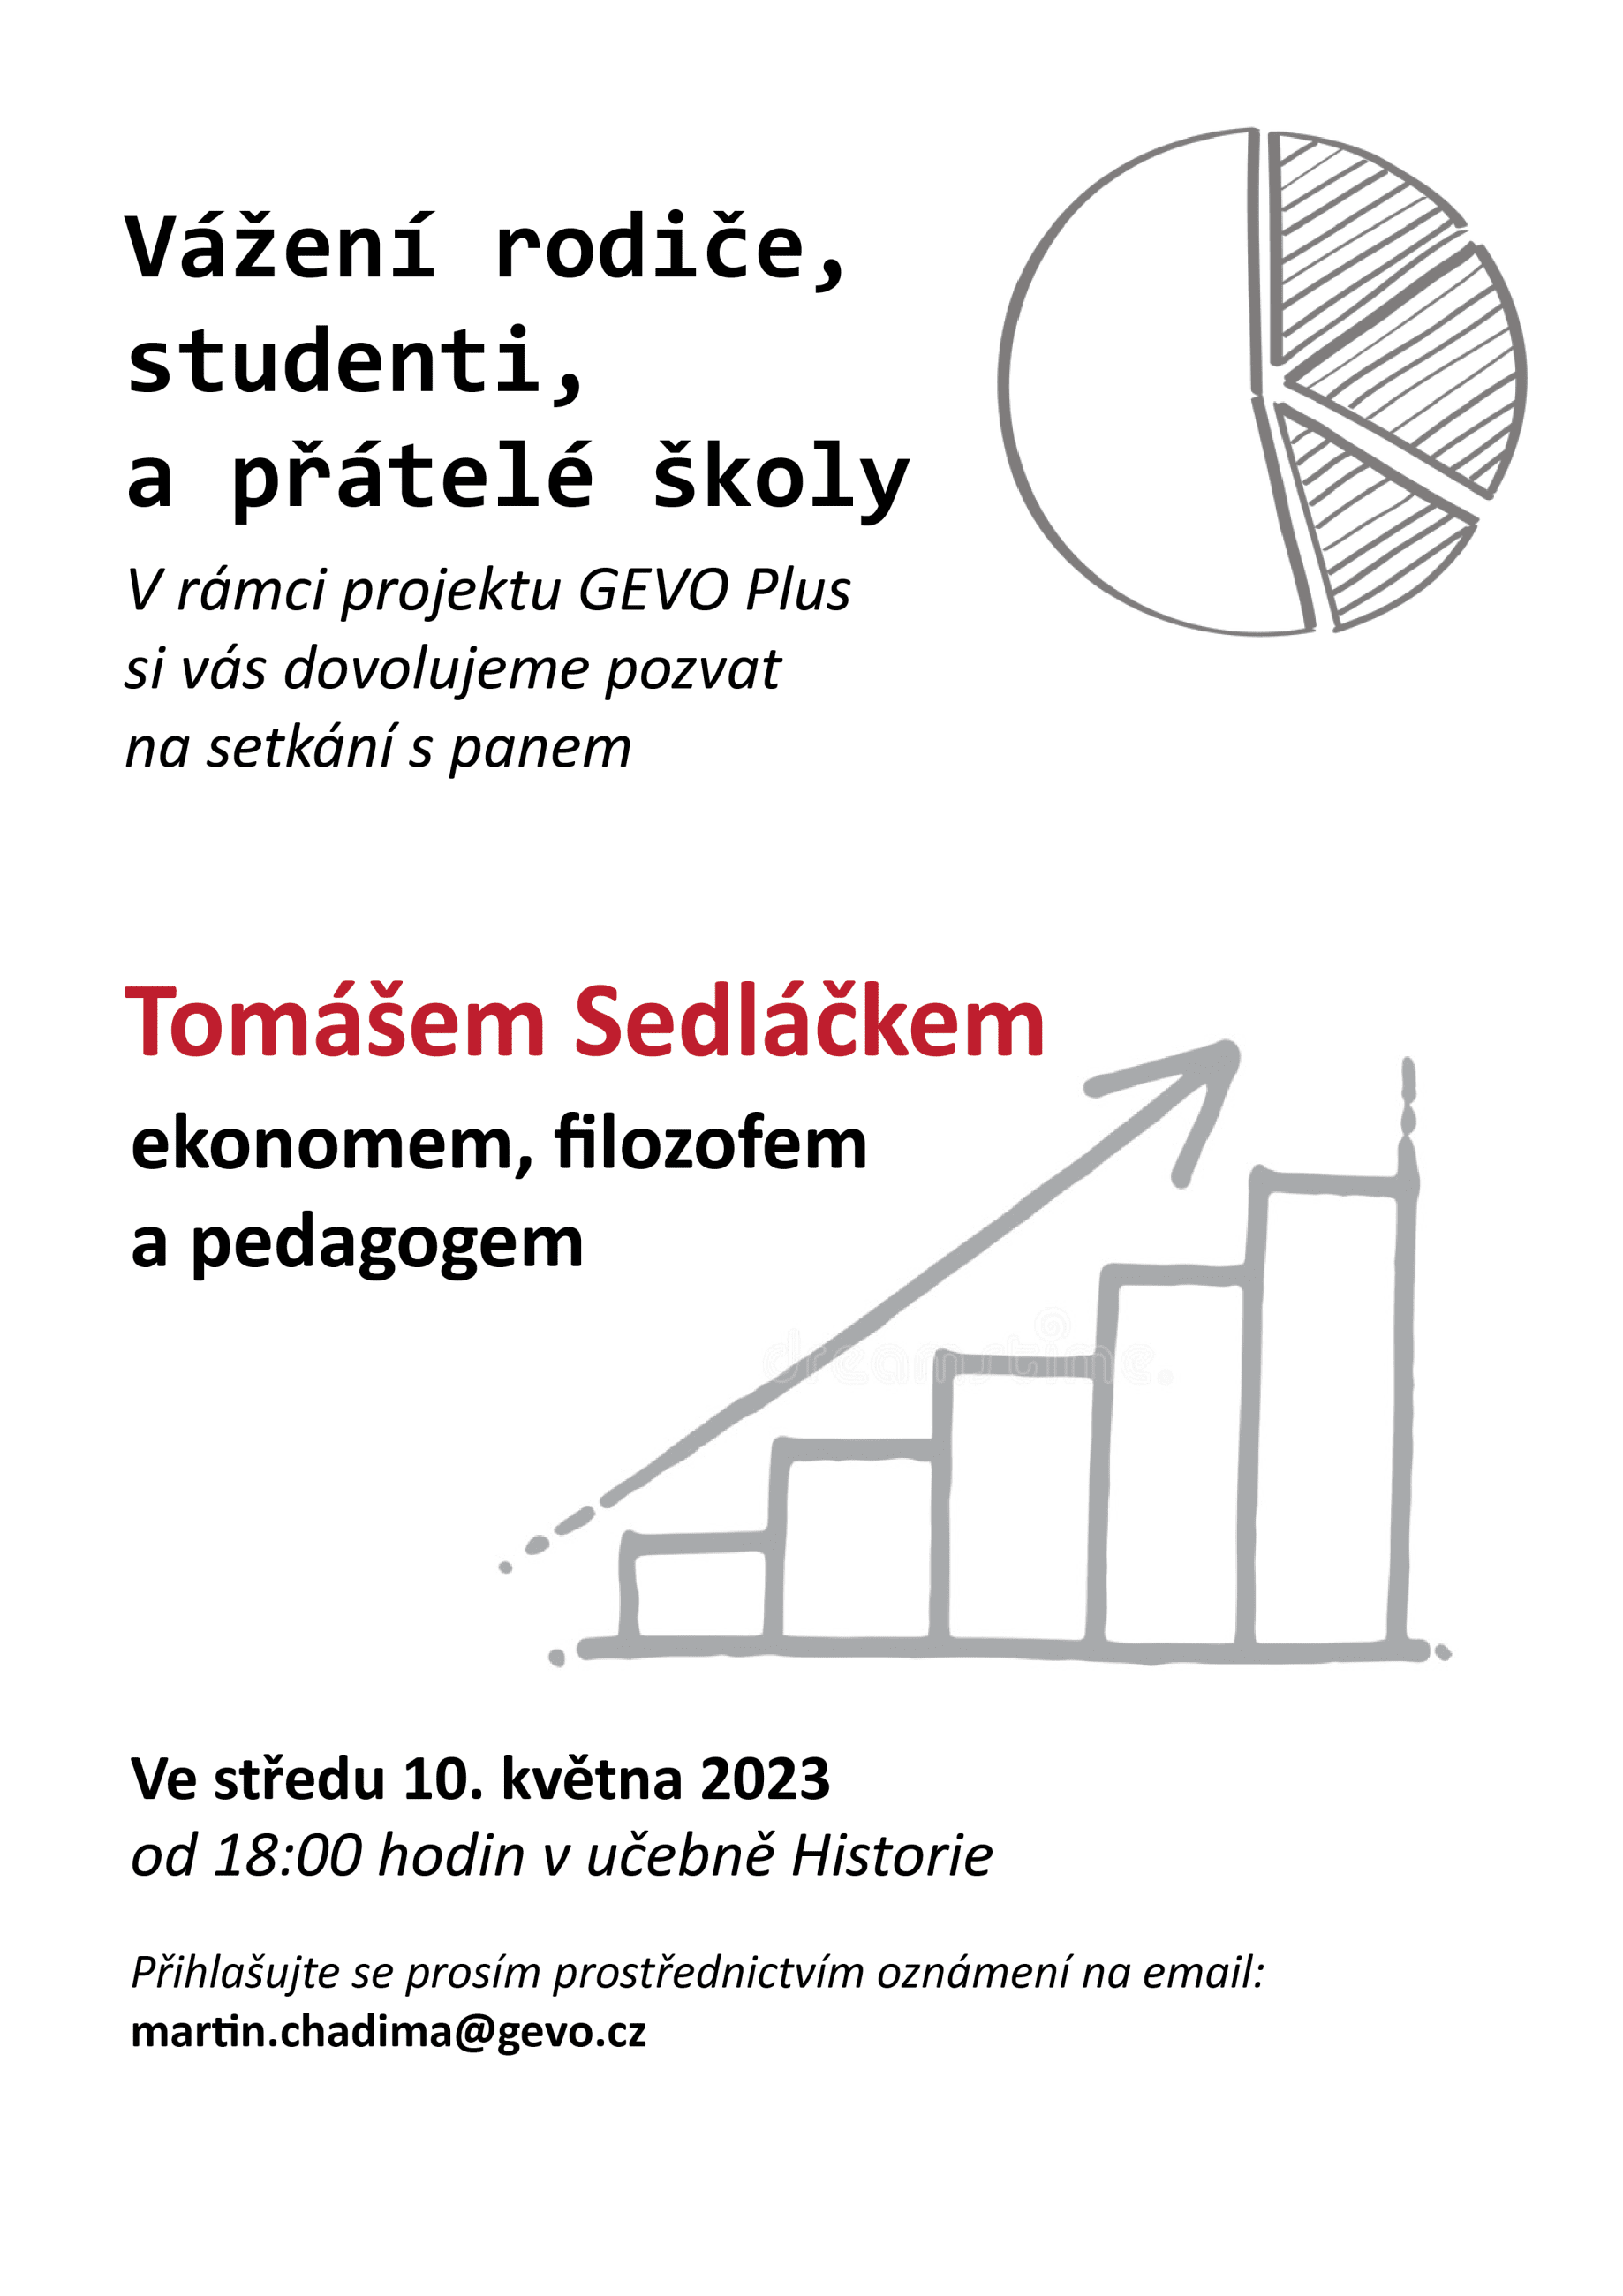 Vážení rodiče,
studenti,
a přátelé školy
V rámci projektu GEVO Plus
si vás dovolujeme pozvat
na setkání s panem
Tomášem Sedláčkem
ekonomem, filozofem
a pedagogem
dreamstime.
Ve středu 10. května 2023
od 18:00 hodin v učebně Historie
Přihlašujte se prosím prostřednictvím oznámení na email:
martin.chadima@gevo.cz